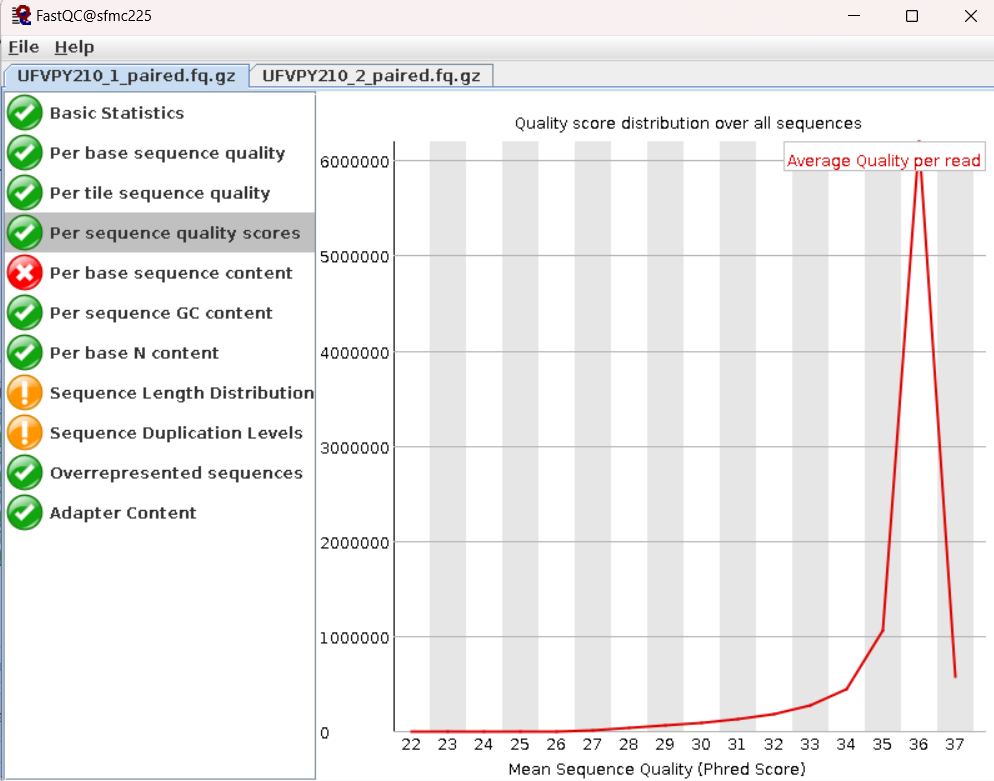 FastQC@sfmc225
File Help
UFVPY210_1_paired.fq.gz UFVPY210_2_paired.fq.gz
Basic Statistics
Per base sequence quality
Per tile sequence quality
Per sequence quality scores
Per base sequence content
Per sequence GC content
Per base N content
Sequence Length Distribution
Sequence Duplication Levels
Overrepresented sequences
Adapter Content
Quality score distribution over all sequences
Average Quality per read
6000000
5000000
4000000
3000000
2000000
1000000
0
22 23 24 25 26 27 28 29 30 31 32 33 34 35 36 37
Mean Sequence Quality (Phred Score)